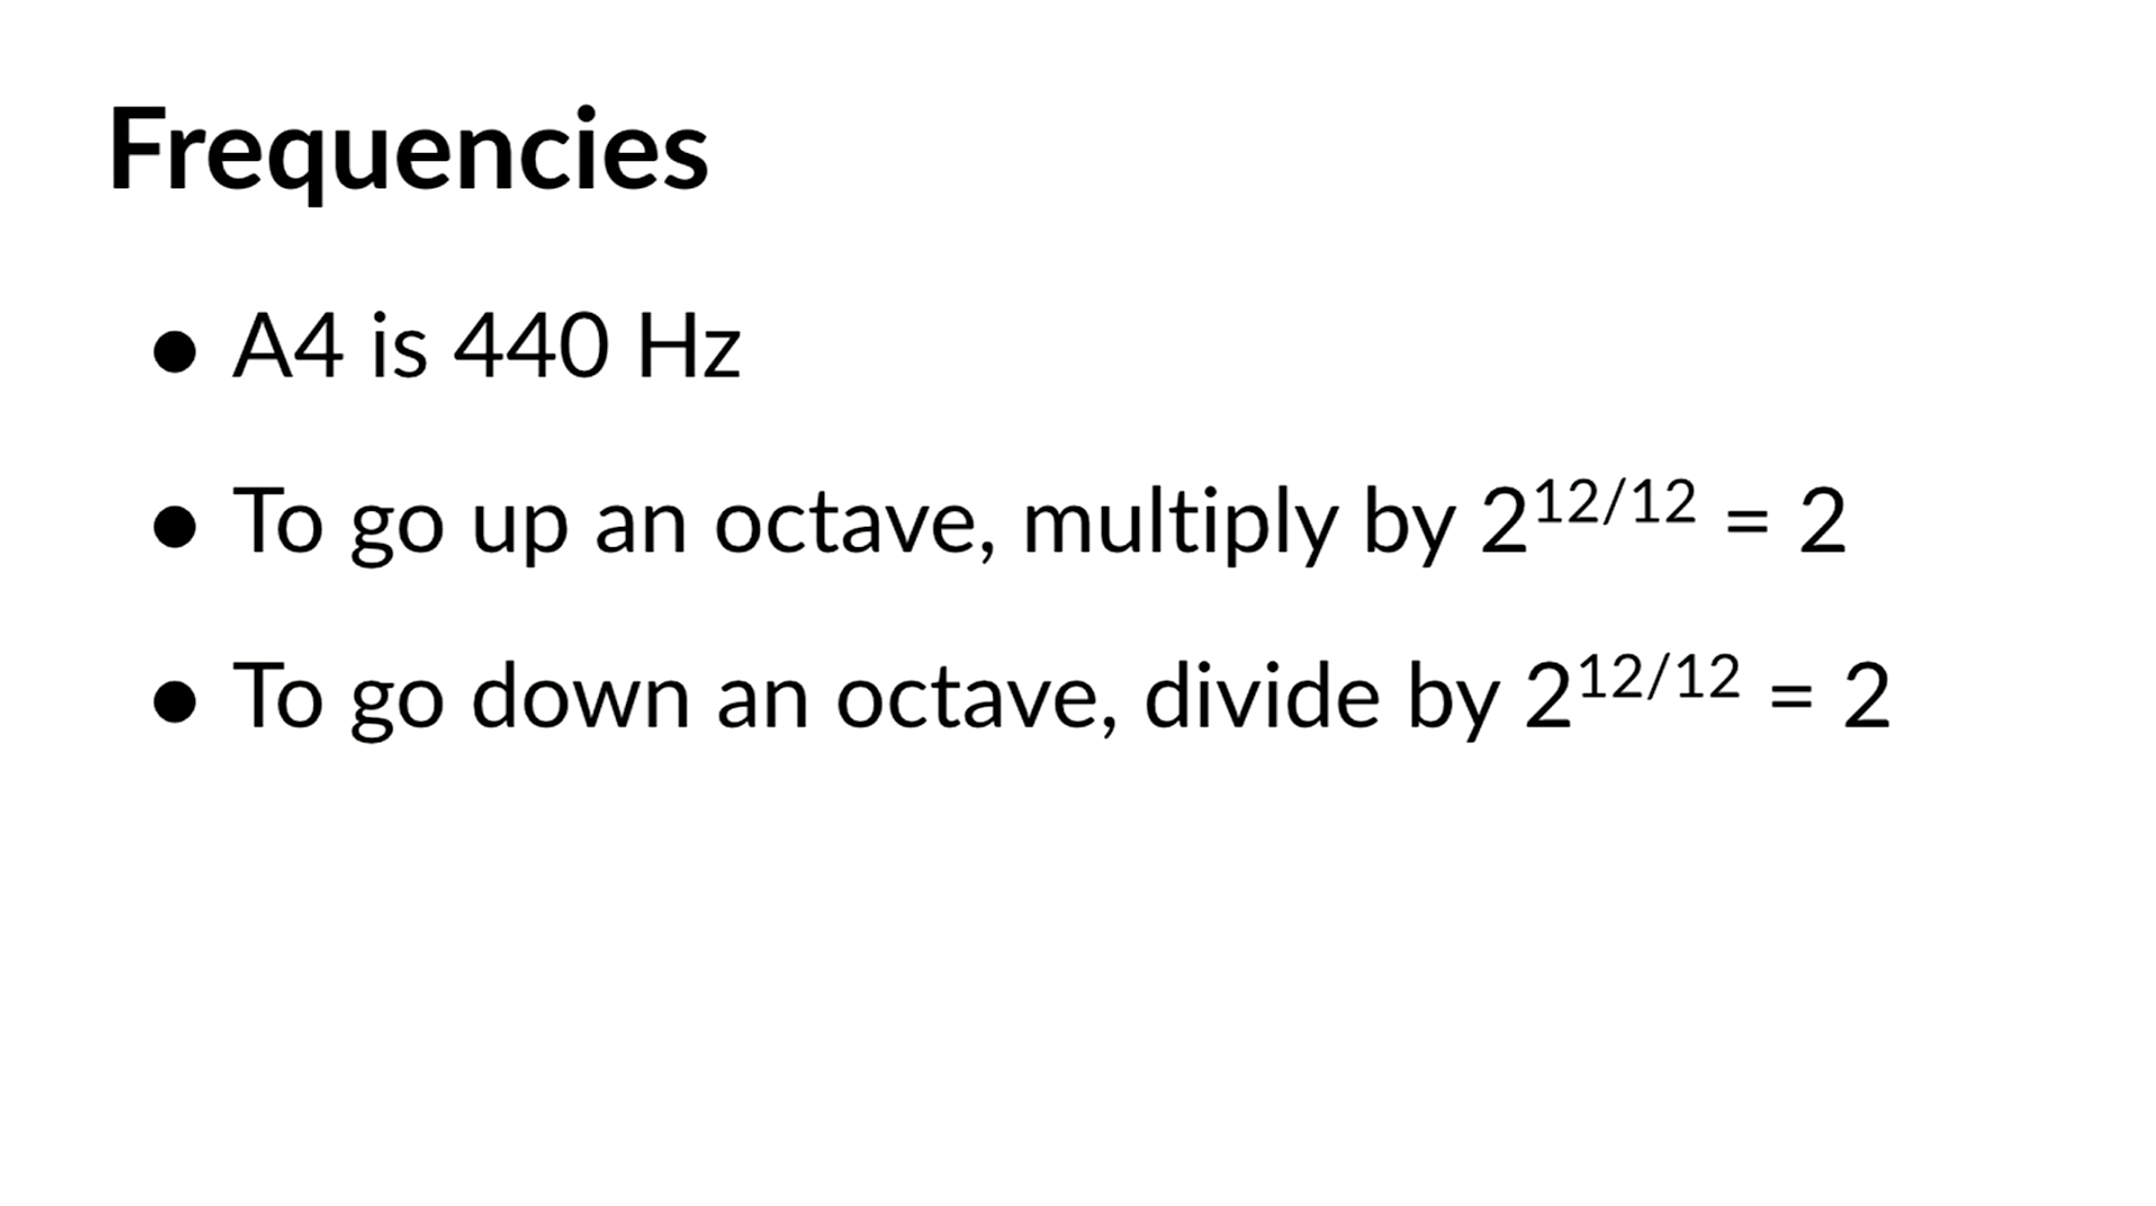 Frequencies
● A4 is 440 Hz
● To go up an octave, multiply by 2^12/12 = 2
● To go down an octave, divide by 2^12/12 = 2